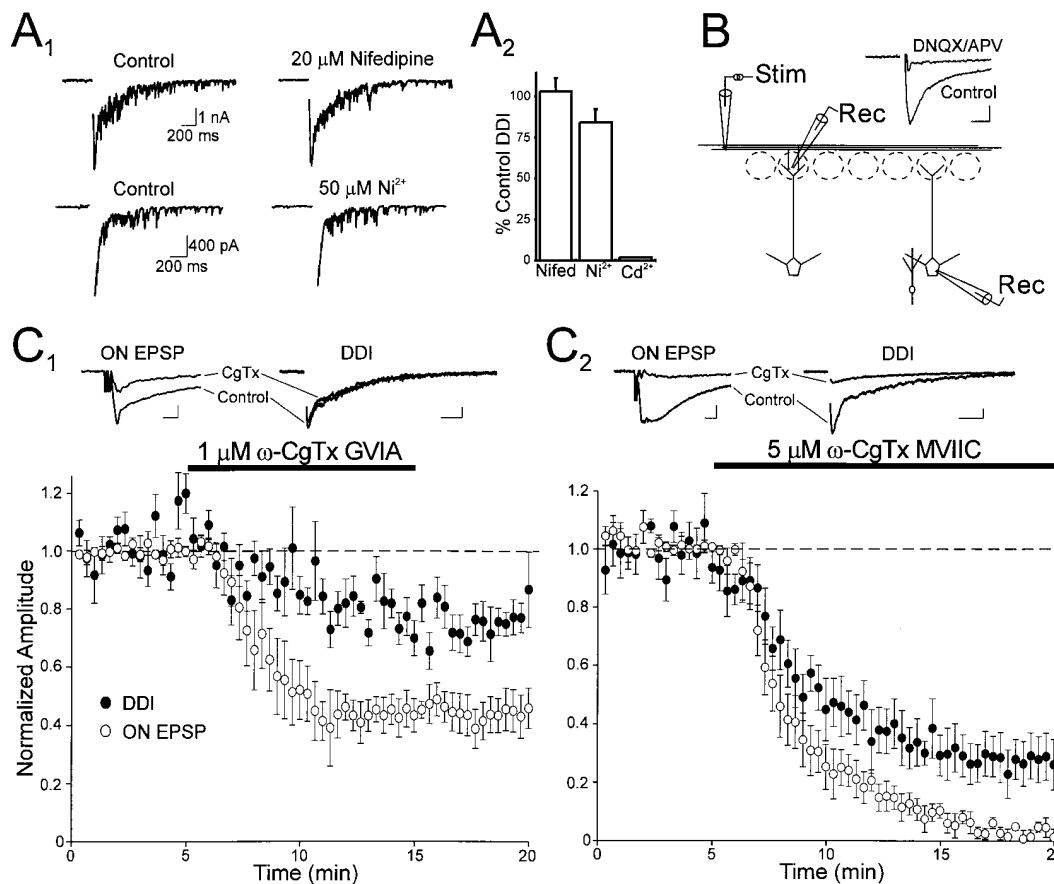 A1
Control
20 µM Nifedipine
1 nA
200 ms
50 µM Ni2+
Control
400 pA
200 ms
A2
% Control DDI
100
75
50
25
0
Nifed
Ni2+
Cd2+
B
DNQX/APV
Control
Stim
Rec
Rec
C1
ON EPSP
DDI
CgTx
Control
1 µM ω-CgTx GVIA
Normalized Amplitude
1.2
1.0
0.8
0.6
0.4
0.2
0
DDI
ON EPSP
0
5
10
15
20
Time (min)
C2
ON EPSP
DDI
CgTx
Control
5 µM ω-CgTx MVIIC
1.2
1.0
0.8
0.6
0.4
0.2
0
0
5
10
15
Time (min)